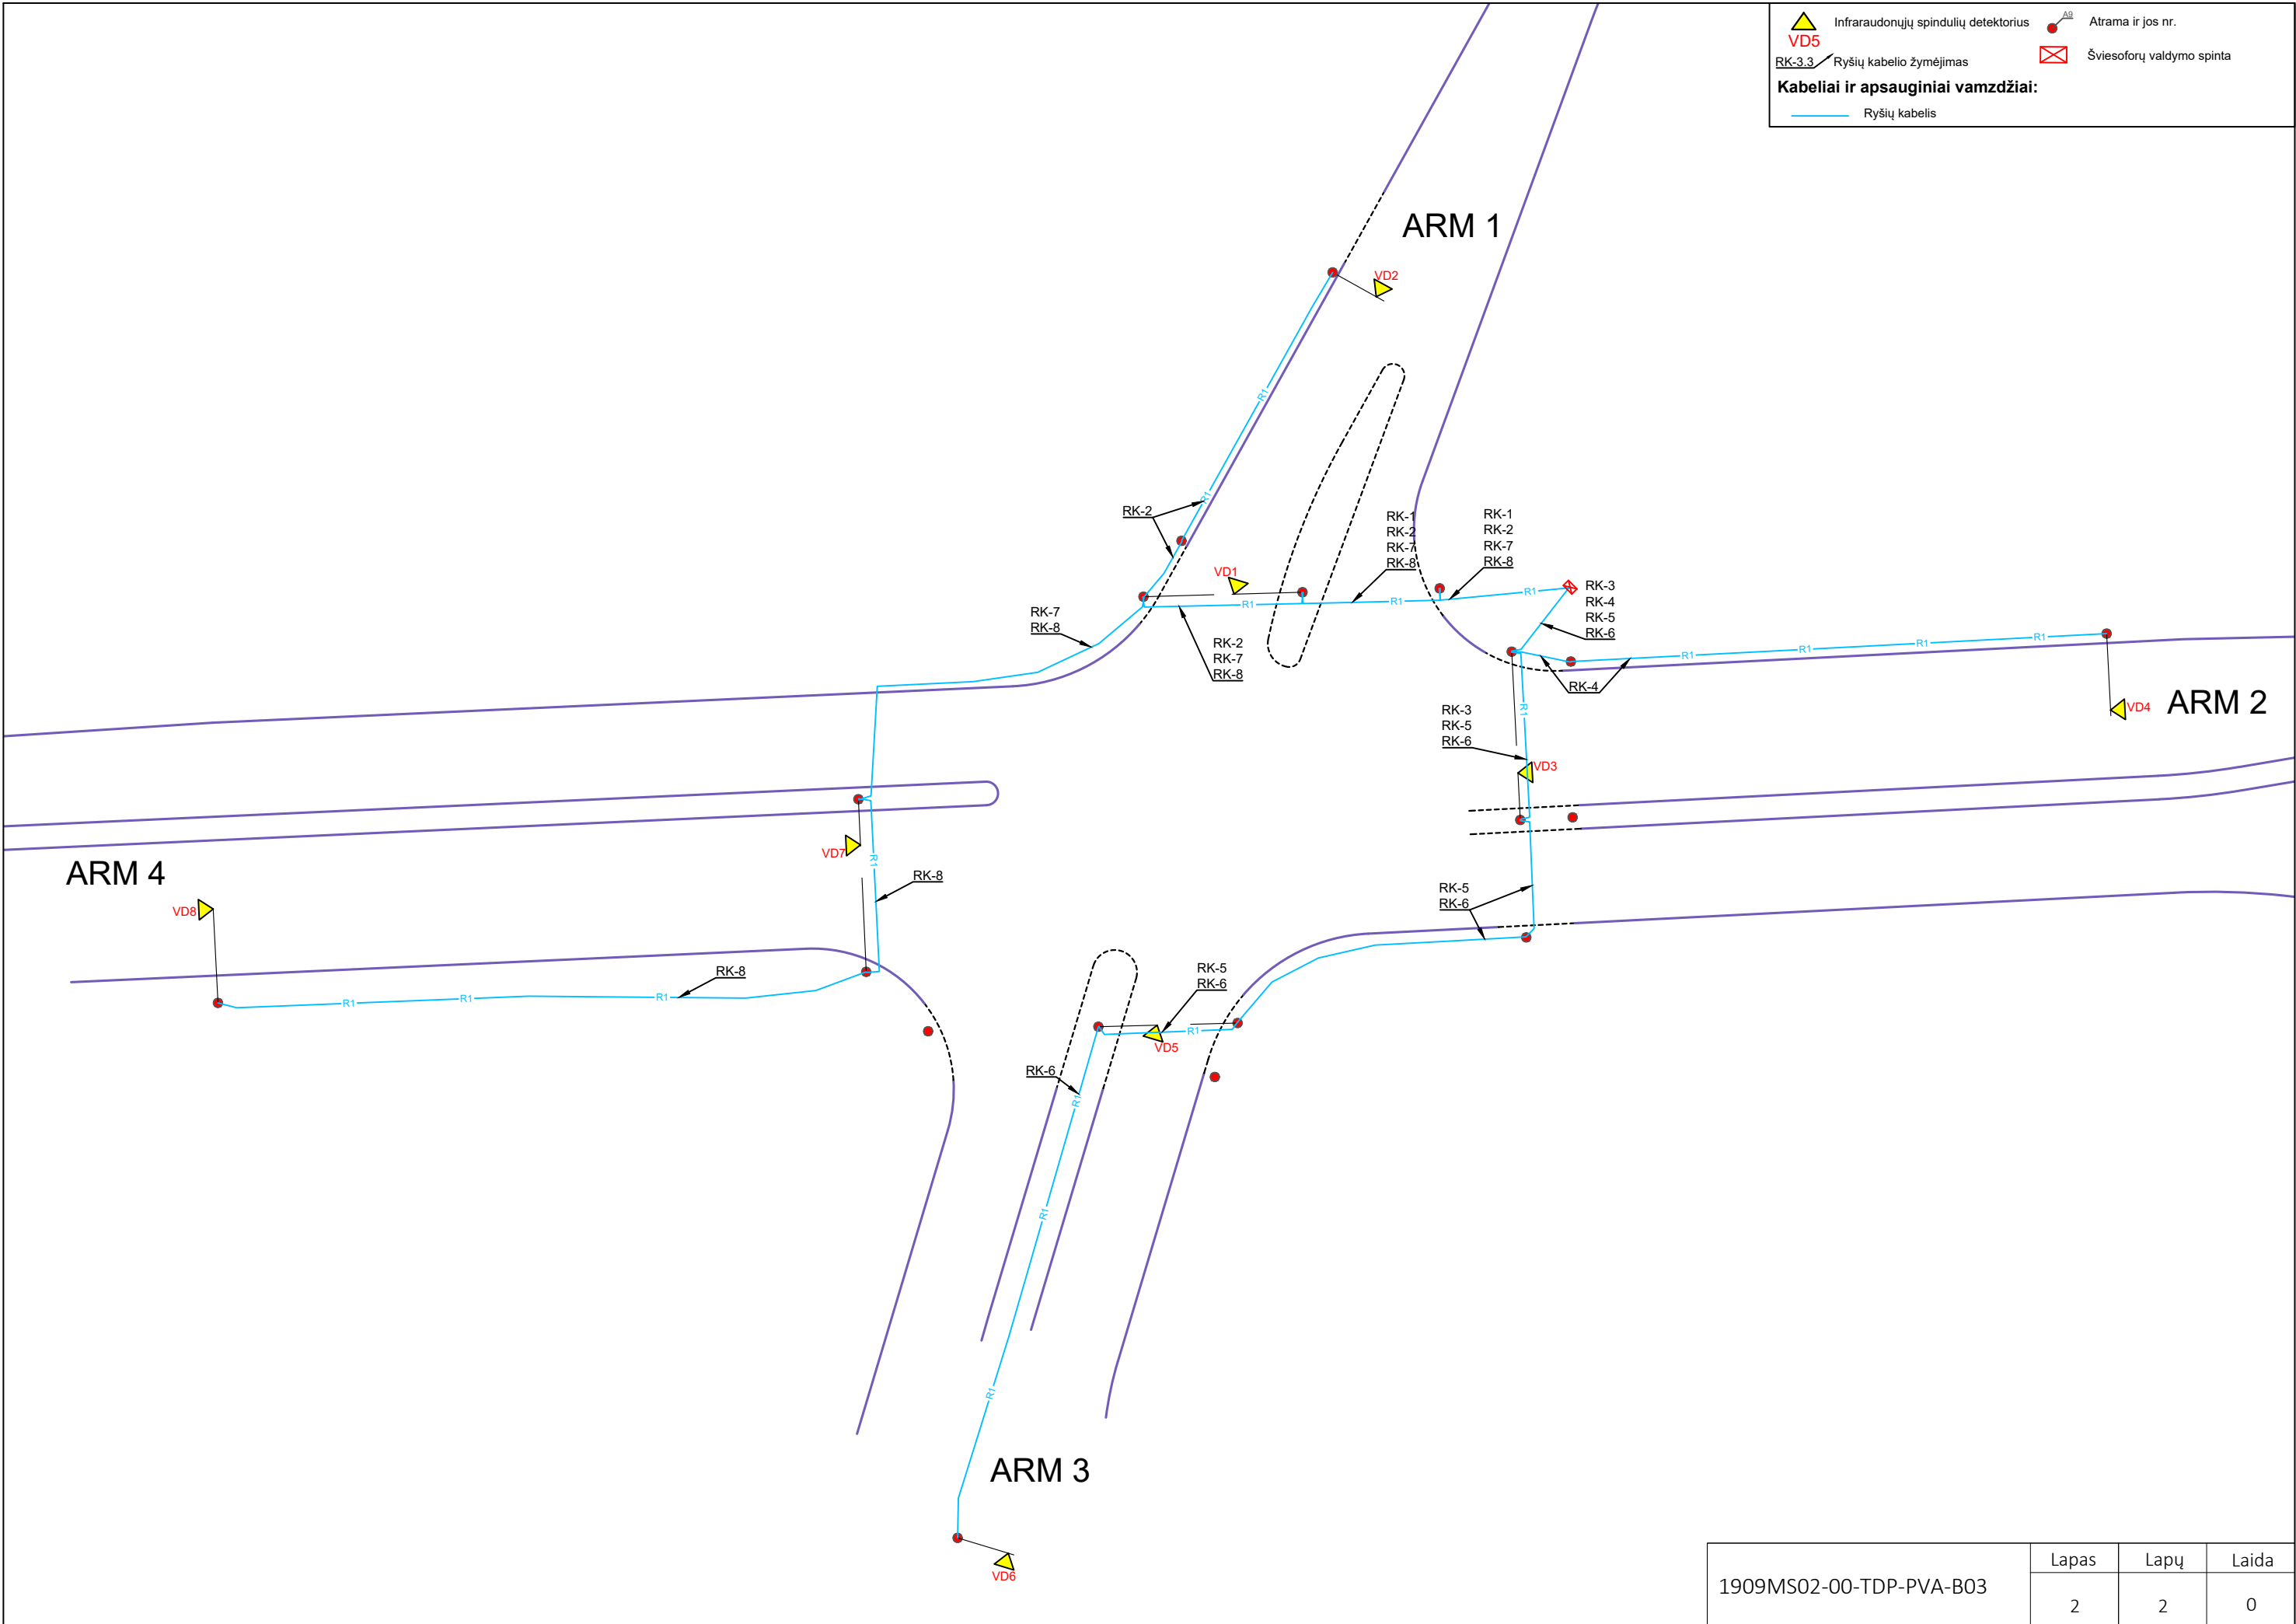 Infraraudonųjų spindulių detektorius
VD5
A9
Atrama ir jos nr.
RK-3.3
Ryšių kabelio žymėjimas
Šviesoforų valdymo spinta
Kabeliai ir apsauginiai vamzdžiai:
Ryšių kabelis
ARM 1
VD2
R1
R1
RK-2
RK-1
RK-2
RK-7
RK-8
RK-1
RK-2
RK-7
RK-8
VD1
R1
R1
R1
RK-3
RK-4
RK-5
RK-6
RK-7
RK-8
RK-2
RK-7
RK-8
R1
R1
R1
R1
RK-4
R1
VD4
ARM 2
RK-3
RK-5
RK-6
VD3
VD7
R1
ARM 4
RK-8
VD8
RK-5
RK-6
RK-8
R1
R1
R1
RK-5
RK-6
R1
VD5
RK-6
R1
R1
R1
ARM 3
VD6
1909MS02-00-TDP-PVA-B03
Lapas
Lapų
Laida
2
2
0